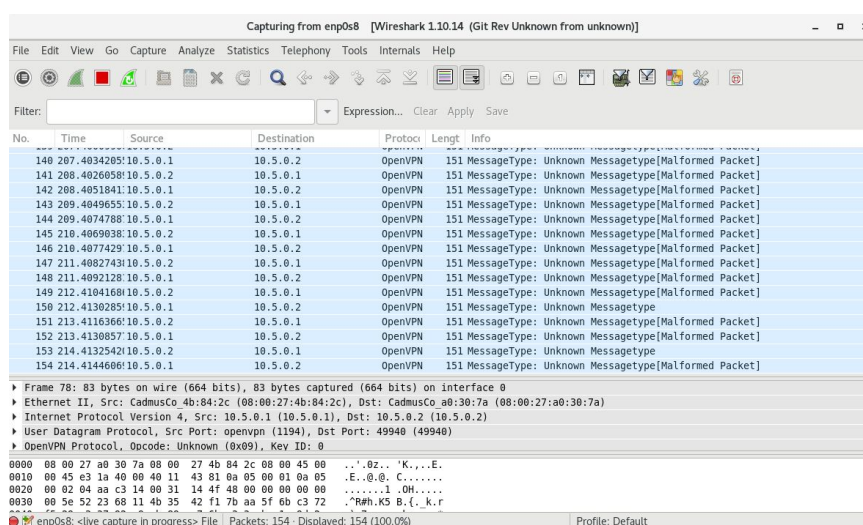 Capturing from enp0s8 [Wireshark 1.10.14 (Git Rev Unknown from unknown)]
File Edit View Go Capture Analyze Statistics Telephony Tools Internals Help
Filter: Expression... Clear Apply Save
No. Time Source Destination Protoco Lengt Info
140 207.4034205 10.5.0.1 10.5.0.2 OpenVPN 151 MessageType: Unknown Messagetype[Malformed Packet]
141 208.4026058 10.5.0.2 10.5.0.1 OpenVPN 151 MessageType: Unknown Messagetype[Malformed Packet]
142 208.4051841 10.5.0.1 10.5.0.2 OpenVPN 151 MessageType: Unknown Messagetype[Malformed Packet]
143 209.4049655 10.5.0.2 10.5.0.1 OpenVPN 151 MessageType: Unknown Messagetype[Malformed Packet]
144 209.4074788 10.5.0.1 10.5.0.2 OpenVPN 151 MessageType: Unknown Messagetype[Malformed Packet]
145 210.4069038 10.5.0.2 10.5.0.1 OpenVPN 151 MessageType: Unknown Messagetype[Malformed Packet]
146 210.4077429 10.5.0.1 10.5.0.2 OpenVPN 151 MessageType: Unknown Messagetype[Malformed Packet]
147 211.4082743 10.5.0.2 10.5.0.1 OpenVPN 151 MessageType: Unknown Messagetype[Malformed Packet]
148 211.4092128 10.5.0.1 10.5.0.2 OpenVPN 151 MessageType: Unknown Messagetype[Malformed Packet]
149 212.4104168 10.5.0.2 10.5.0.1 OpenVPN 151 MessageType: Unknown Messagetype[Malformed Packet]
150 212.4130285 10.5.0.1 10.5.0.2 OpenVPN 151 MessageType: Unknown Messagetype
151 213.4116366 10.5.0.2 10.5.0.1 OpenVPN 151 MessageType: Unknown Messagetype[Malformed Packet]
152 213.4130857 10.5.0.1 10.5.0.2 OpenVPN 151 MessageType: Unknown Messagetype[Malformed Packet]
153 214.4132542 10.5.0.2 10.5.0.1 OpenVPN 151 MessageType: Unknown Messagetype
154 214.4144606 10.5.0.1 10.5.0.2 OpenVPN 151 MessageType: Unknown Messagetype[Malformed Packet]
Frame 78: 83 bytes on wire (664 bits), 83 bytes captured (664 bits) on interface 0
Ethernet II, Src: CadmusCo_4b:84:2c (08:00:27:4b:84:2c), Dst: CadmusCo_a0:30:7a (08:00:27:a0:30:7a)
Internet Protocol Version 4, Src: 10.5.0.1 (10.5.0.1), Dst: 10.5.0.2 (10.5.0.2)
User Datagram Protocol, Src Port: openvpn (1194), Dst Port: 49940 (49940)
OpenVPN Protocol, Opcode: Unknown (0x09), Key ID: 0
0000 08 00 27 a0 30 7a 08 00 27 4b 84 2c 08 00 45 00 ..'.0z.. 'K.,..E.
0010 00 45 e3 1a 40 00 40 11 43 81 0a 05 00 01 0a 05 .E..@.@. C.......
0020 00 02 04 aa c3 14 00 31 14 4f 48 00 00 00 00 00 .......1 .OH.....
0030 00 5e 52 23 68 11 4b 35 42 f1 7b aa 5f 6b c3 72 .^R#h.K5 B.{._k.r
enp0s8: <live capture in progress> File Packets: 154 · Displayed: 154 (100.0%) Profile: Default